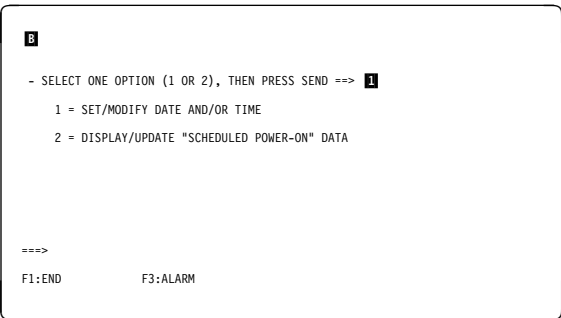 B
- SELECT ONE OPTION (1 OR 2), THEN PRESS SEND ==> 1
1 = SET/MODIFY DATE AND/OR TIME
2 = DISPLAY/UPDATE "SCHEDULED POWER-ON" DATA
===>
F1:END F3:ALARM